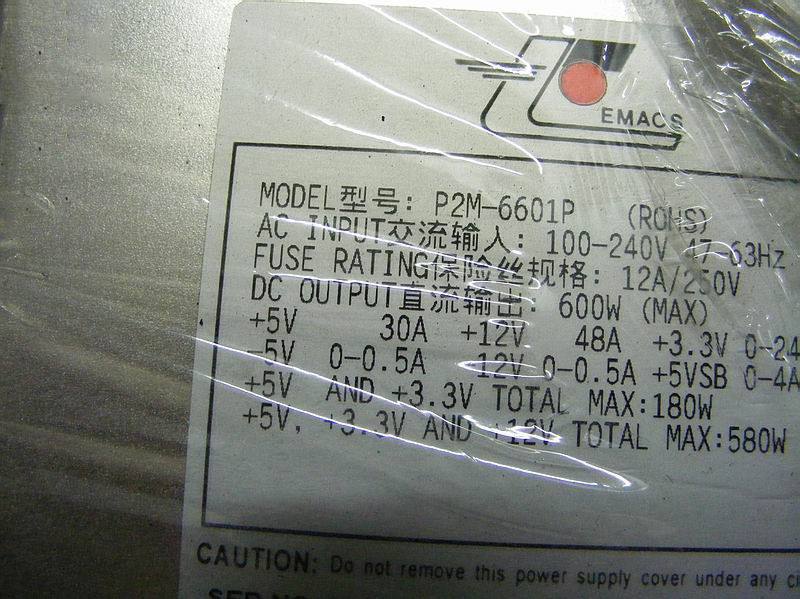 EMACS
MODEL型号: P2M-6601P (ROHS)
AC INPUT交流输入: 100-240V 47-63Hz
FUSE RATING保险丝规格: 12A/250V
DC OUTPUT直流输出: 600W (MAX)
+5V 30A +12V 48A +3.3V 0-24
-5V 0-0.5A 12V 0-0.5A +5VSB 0-4A
+5V AND +3.3V TOTAL MAX:180W
+5V, +3.3V AND +12V TOTAL MAX:580W
CAUTION: Do not remove this power supply cover under any ci